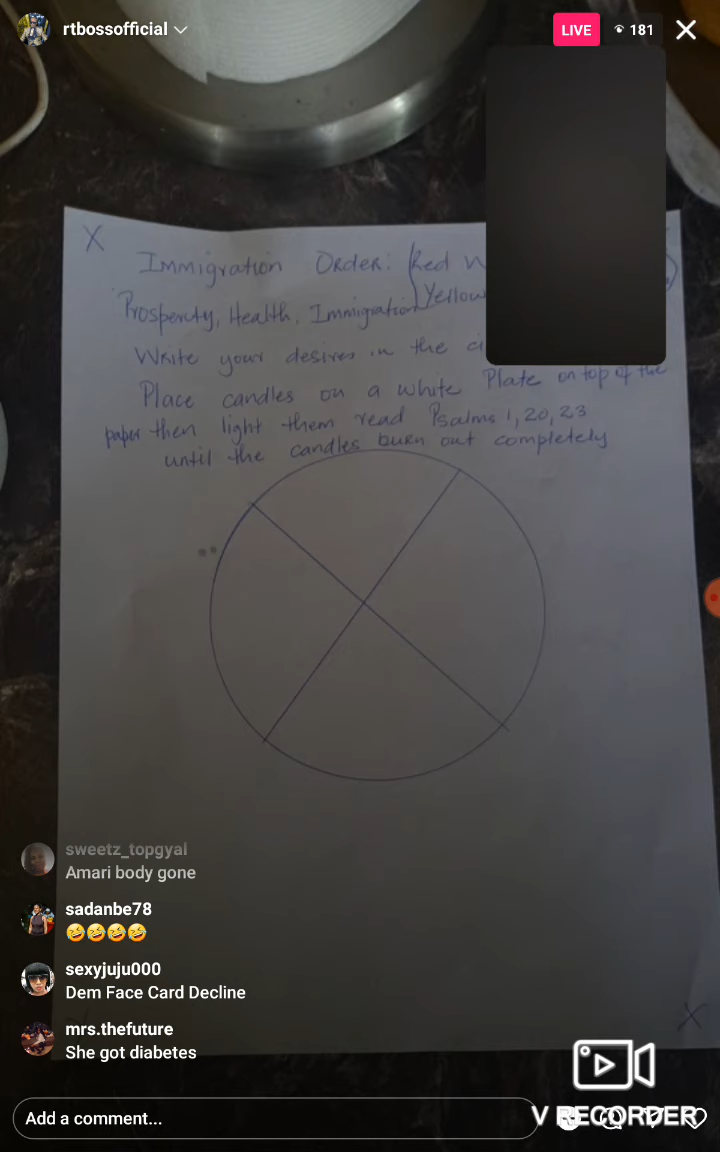 rtbossofficial
LIVE
181
X
Immigration Order: (Red
Prosperity, Health, Immigration (Yellow
Write your desires in the
Place candles on a white Plate on top of the
paper then light them read Psalms 1, 20, 23
until the candles burn out completely
X
sweetz_topgyal
Amari body gone
sadanbe78
🤣🤣🤣🤣
sexyjuju000
Dem Face Card Decline
mrs.thefuture
She got diabetes
Add a comment...
V RECORDER